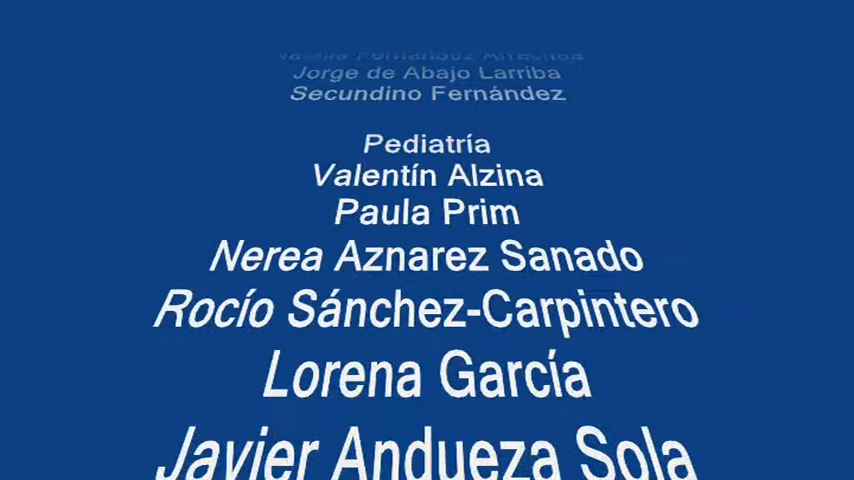 Jorge de Abajo Larriba
Secundino Fernández
Pediatría
Valentín Alzina
Paula Prim
Nerea Aznarez Sanado
Rocío Sánchez-Carpintero
Lorena García
Javier Andueza Sola